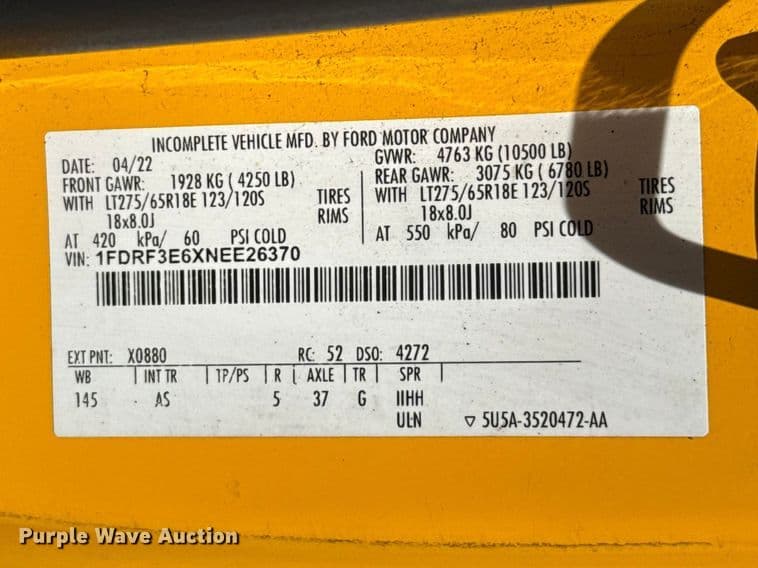 INCOMPLETE VEHICLE MFD. BY FORD MOTOR COMPANY
DATE: 04/22 GVWR: 4763 KG (10500 LB)
FRONT GAWR: 1928 KG ( 4250 LB) REAR GAWR: 3075 KG ( 6780 LB)
WITH LT275/65R18E 123/120S TIRES WITH LT275/65R18E 123/120S TIRES
18x8.0J RIMS 18x8.0J RIMS
AT 420 kPa/ 60 PSI COLD AT 550 kPa/ 80 PSI COLD
VIN: 1FDRF3E6XNEE26370
EXT PNT: X0880 RC: 52 DSO: 4272
WB INT TR TP/PS R AXLE TR SPR
145 AS 5 37 G IIHH
ULN ▽ 5U5A-3520472-AA
Purple Wave Auction